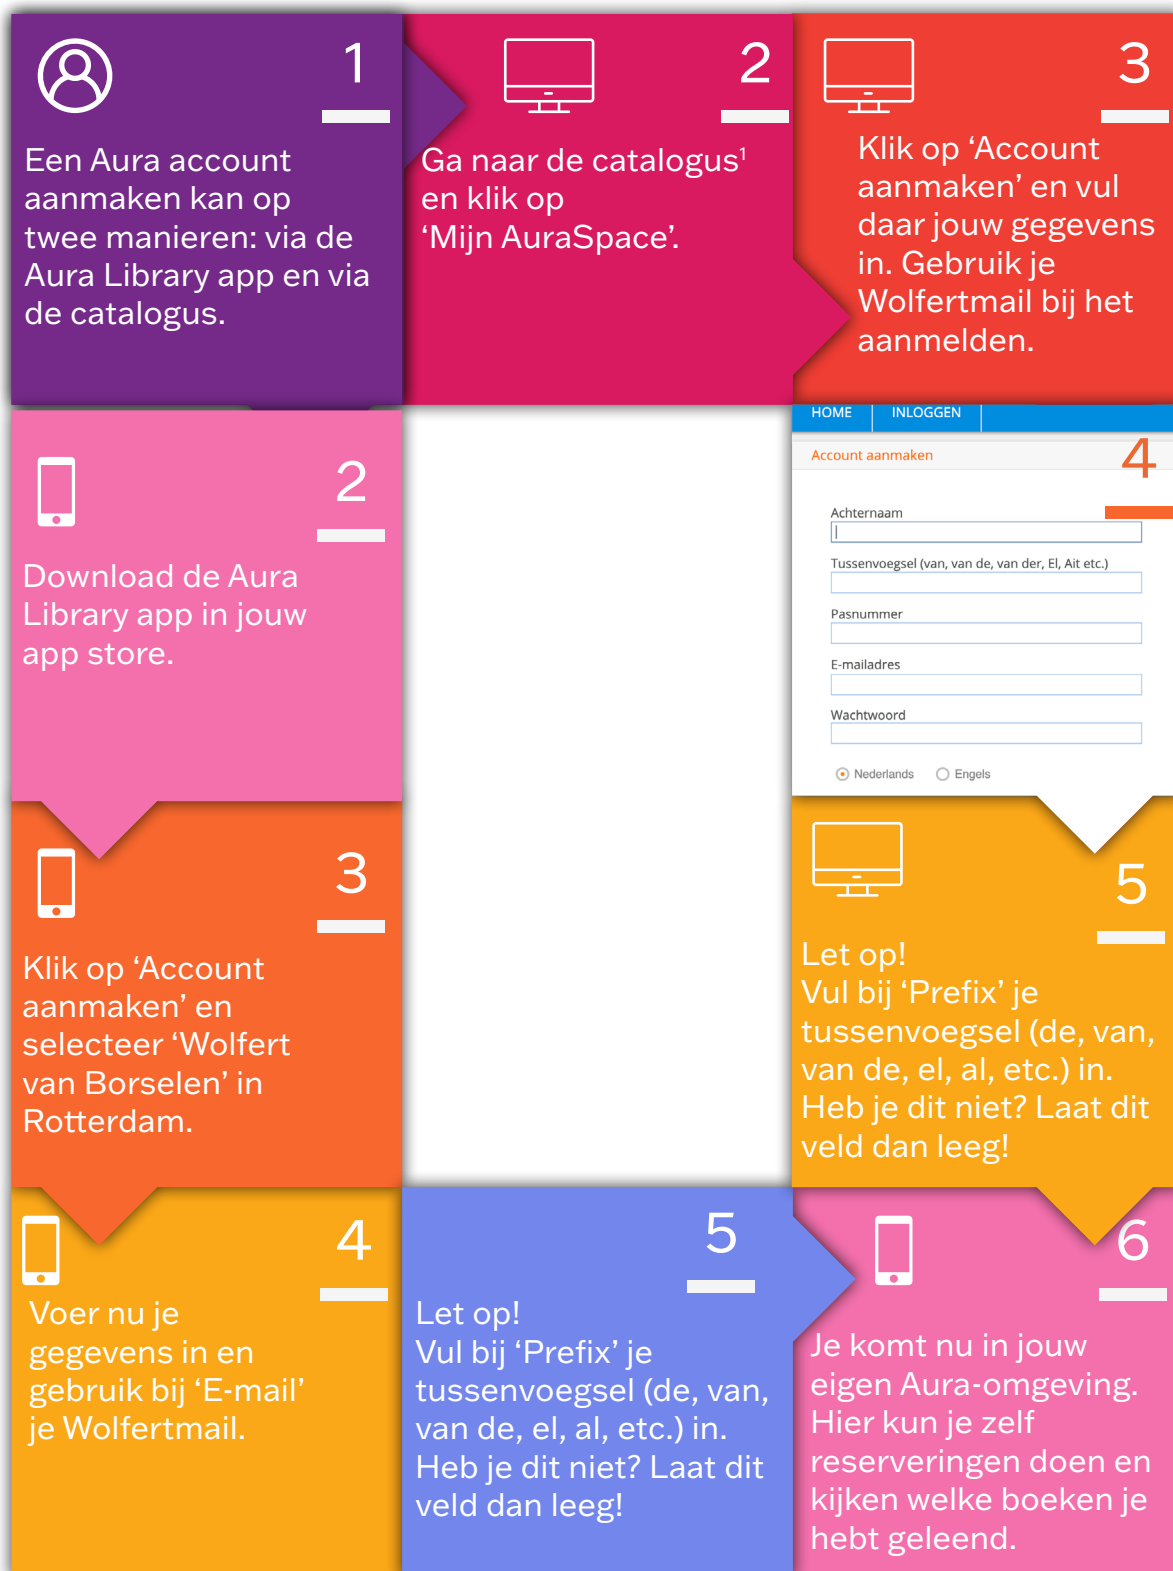 1
Een Aura account
aanmaken kan op
twee manieren: via de
Aura Library app en via
de catalogus.
2
Ga naar de catalogus¹
en klik op
‘Mijn AuraSpace’.
3
Klik op ‘Account
aanmaken’ en vul
daar jouw gegevens
in. Gebruik je
Wolfertmail bij het
aanmelden.
2
Download de Aura
Library app in jouw
app store.
HOME
INLOGGEN
Account aanmaken
4
Achternaam
Tussenvoegsel (van, van de, van der, El, Ait etc.)
Pasnummer
E-mailadres
Wachtwoord
Nederlands
Engels
3
Klik op ‘Account
aanmaken’ en
selecteer ‘Wolfert
van Borselen’ in
Rotterdam.
5
Let op!
Vul bij ‘Prefix’ je
tussenvoegsel (de, van,
van de, el, al, etc.) in.
Heb je dit niet? Laat dit
veld dan leeg!
4
Voer nu je
gegevens in en
gebruik bij ‘E-mail’
je Wolfertmail.
5
Let op!
Vul bij ‘Prefix’ je
tussenvoegsel (de, van,
van de, el, al, etc.) in.
Heb je dit niet? Laat dit
veld dan leeg!
6
Je komt nu in jouw
eigen Aura-omgeving.
Hier kun je zelf
reserveringen doen en
kijken welke boeken je
hebt geleend.